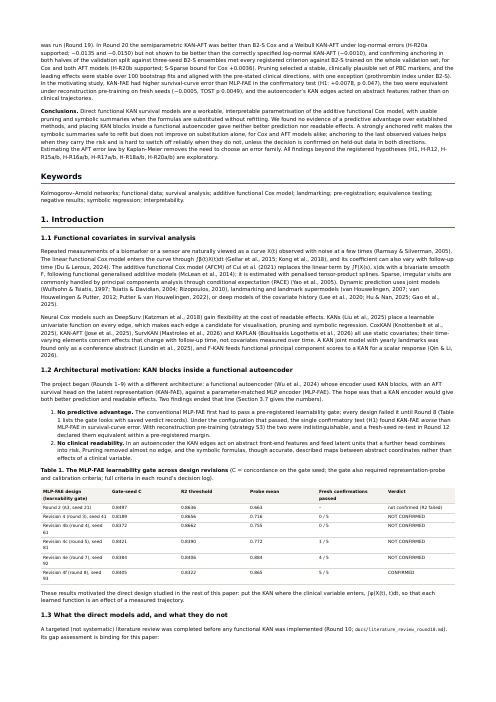 was run (Round 19). In Round 20 the semiparametric KAN-AFT was better than B2-S Cox and a Weibull KAN-AFT under log-normal errors (H-R20a
supported; −0.0135 and −0.0150) but not shown to be better than the correctly specified log-normal KAN-AFT (−0.0010), and confirming anchoring
in both halves of the validation split against three-seed B2-S ensembles met every registered criterion against B2-S trained on the whole validation set, for
Cox and both AFT models (H-R20b supported; S-Sparse bound for Cox +0.0036). Pruning selected a stable, clinically plausible set of PBC markers, and the
leading effects were stable over 100 bootstrap fits and aligned with the pre-stated clinical directions, with one exception (prothrombin index under B2-S).
In the motivating study, KAN-FAE had higher survival-curve error than MLP-FAE in the confirmatory test (H1: +0.0078, p 0.047), the two were equivalent
under reconstruction pre-training on fresh seeds (−0.0005, TOST p 0.0049), and the autoencoder's KAN edges acted on abstract features rather than on
clinical trajectories.
Conclusions. Direct functional KAN survival models are a workable, interpretable parametrisation of the additive functional Cox model, with usable
pruning and symbolic summaries when the formulas are substituted without refitting. We found no evidence of a predictive advantage over established
methods, and placing KAN blocks inside a functional autoencoder gave neither better prediction nor readable effects. A strongly anchored refit makes the
symbolic summaries safe to refit but does not improve on substitution alone, for Cox and AFT models alike; anchoring to the last observed values helps
when they carry the risk and is hard to switch off reliably when they do not, unless the decision is confirmed on held-out data in both directions.
Estimating the AFT error law by Kaplan-Meier removes the need to choose an error family. All findings beyond the registered hypotheses (H1, H-R12, H-
R15a/b, H-R16a/b, H-R17a/b, H-R18a/b, H-R20a/b) are exploratory.
Keywords
Kolmogorov–Arnold networks; functional data; survival analysis; additive functional Cox model; landmarking; pre-registration; equivalence testing;
negative results; symbolic regression; interpretability.
1. Introduction
1.1 Functional covariates in survival analysis
Repeated measurements of a biomarker or a sensor are naturally viewed as a curve X(t) observed with noise at a few times (Ramsay & Silverman, 2005).
The linear functional Cox model enters the curve through ∫β(t)X(t)dt (Gellar et al., 2015; Kong et al., 2018), and its coefficient can also vary with follow-up
time (Du & Leroux, 2024). The additive functional Cox model (AFCM) of Cui et al. (2021) replaces the linear term by ∫F(X(s), s)ds with a bivariate smooth
F, following functional generalised additive models (McLean et al., 2014); it is estimated with penalised tensor-product splines. Sparse, irregular visits are
commonly handled by principal components analysis through conditional expectation (PACE) (Yao et al., 2005). Dynamic prediction uses joint models
(Wulfsohn & Tsiatis, 1997; Tsiatis & Davidian, 2004; Rizopoulos, 2010), landmarking and landmark supermodels (van Houwelingen, 2007; van
Houwelingen & Putter, 2012; Putter & van Houwelingen, 2022), or deep models of the covariate history (Lee et al., 2020; Hu & Nan, 2025; Gao et al.,
2025).
Neural Cox models such as DeepSurv (Katzman et al., 2018) gain flexibility at the cost of readable effects. KANs (Liu et al., 2025) place a learnable
univariate function on every edge, which makes each edge a candidate for visualisation, pruning and symbolic regression. CoxKAN (Knottenbelt et al.,
2025), KAN-AFT (Jose et al., 2025), SurvKAN (Mastroleo et al., 2026) and KAPLAN (Boulitsakis Logothetis et al., 2026) all use static covariates; their time-
varying elements concern effects that change with follow-up time, not covariates measured over time. A KAN joint model with yearly landmarks
was found only as a conference abstract (Lundin et al., 2025), and F-KAN feeds functional principal component scores to a KAN for a scalar response (Qin & Li,
2026).
1.2 Architectural motivation: KAN blocks inside a functional autoencoder
The project began (Rounds 1–9) with a different architecture: a functional autoencoder (Wu et al., 2024) whose encoder used KAN blocks, with an AFT
survival head on the latent representation (KAN-FAE), against a parameter-matched MLP encoder (MLP-FAE). The hope was that a KAN encoder would give
both better prediction and readable effects. Two findings ended that line (Section 3.7 gives the numbers).
1. No predictive advantage. The conventional MLP-FAE first had to pass a pre-registered learnability gate; every design failed it until Round 8 (Table
1 lists the gate looks with saved verdict records). Under the configuration that passed, the single confirmatory test (H1) found KAN-FAE worse than
MLP-FAE in survival-curve error. With reconstruction pre-training (strategy S3) the two were indistinguishable, and a fresh-seed re-test in Round 12
declared them equivalent within a pre-registered margin.
2. No clinical readability. In an autoencoder the KAN edges act on abstract features and feed latent units that a further head combines
into risk. Pruning removed almost no edge, and the symbolic formulas, though accurate, described maps between abstract coordinates rather than
effects of a clinical variable.
Table 1. The MLP-FAE learnability gate across design revisions (C = concordance on the gate seed; the gate also required representation-probe
and calibration criteria; full criteria in each round's decision log).
MLP-FAE design (learnability gate) Gate-seed C R2 threshold Probe mean Fresh confirmations passed Verdict
Round 2 (A3, seed 21) 0.8497 0.8636 0.663 – not confirmed (R2 failed)
Revision 4 (round 3), seed 41 0.8189 0.8656 0.716 0 / 5 NOT CONFIRMED
Revision 4b (round 4), seed 61 0.8372 0.8662 0.755 0 / 5 NOT CONFIRMED
Revision 4c (round 5), seed 81 0.8421 0.8390 0.772 1 / 5 NOT CONFIRMED
Revision 4e (round 7), seed 92 0.8384 0.8406 0.884 4 / 5 NOT CONFIRMED
Revision 4f (round 8), seed 93 0.8405 0.8322 0.865 5 / 5 CONFIRMED
These results motivated the direct design studied in the rest of this paper: put the KAN where the clinical variable enters, ∫φ(X(t), t)dt, so that each
learned function is an effect of a measured trajectory.
1.3 What the direct models add, and what they do not
A targeted (not systematic) literature review was completed before any functional KAN was implemented (Round 10; docs/literature_review_round10.md).
Its gap assessment is binding for this paper: